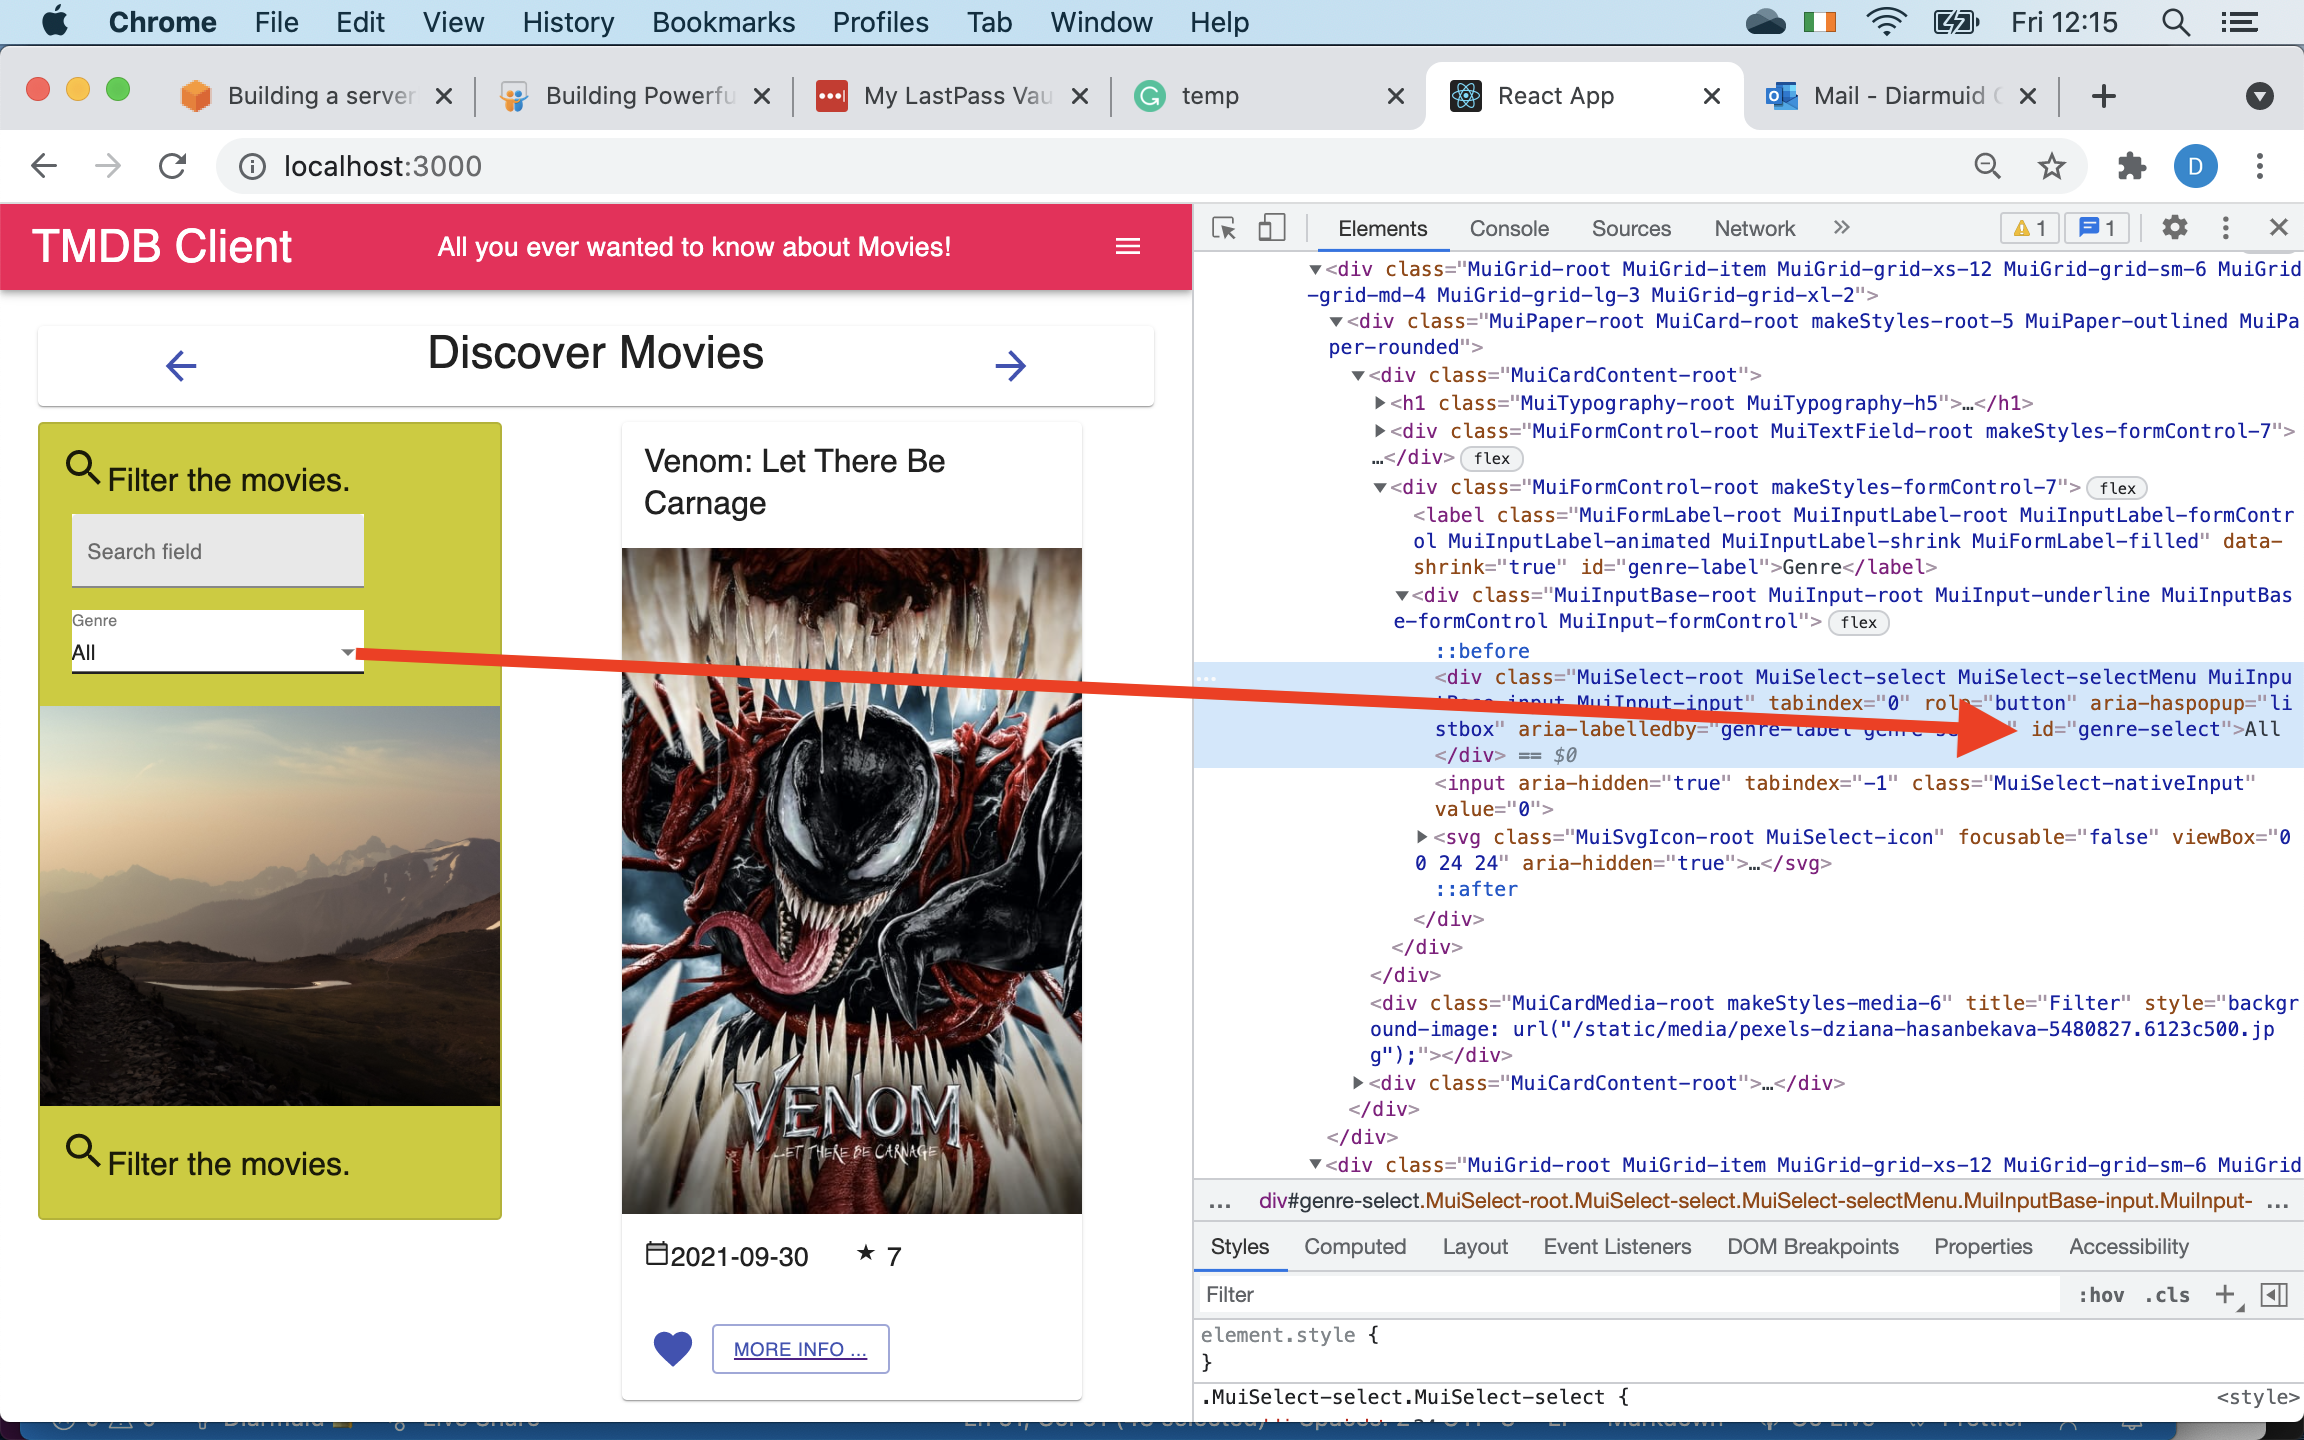 Chrome File Edit View History Bookmarks Profiles Tab Window Help Fri 12:15
Building a server
Building Powerfu
My LastPass Vau
temp
React App
Mail - Diarmuid
localhost:3000
D
TMDB Client
All you ever wanted to know about Movies!
Discover Movies
Filter the movies.
Search field
Genre
All
Filter the movies.
Venom: Let There Be
Carnage
VENOM
LET THERE BE CARNAGE
2021-09-30 ★ 7
MORE INFO ...
Elements Console Sources Network » 1 1
▼<div class="MuiGrid-root MuiGrid-item MuiGrid-grid-xs-12 MuiGrid-grid-sm-6 MuiGrid
-grid-md-4 MuiGrid-grid-lg-3 MuiGrid-grid-xl-2">
▼<div class="MuiPaper-root MuiCard-root makeStyles-root-5 MuiPaper-outlined MuiPa
per-rounded">
▼<div class="MuiCardContent-root">
▶<h1 class="MuiTypography-root MuiTypography-h5">…</h1>
▶<div class="MuiFormControl-root MuiTextField-root makeStyles-formControl-7">
…</div> flex
▼<div class="MuiFormControl-root makeStyles-formControl-7"> flex
<label class="MuiFormLabel-root MuiInputLabel-root MuiInputLabel-formContr
ol MuiInputLabel-animated MuiInputLabel-shrink MuiFormLabel-filled" data-
shrink="true" id="genre-label">Genre</label>
▼<div class="MuiInputBase-root MuiInput-root MuiInput-underline MuiInputBas
e-formControl MuiInput-formControl"> flex
::before
<div class="MuiSelect-root MuiSelect-select MuiSelect-selectMenu MuiInpu
tBase-input MuiInput-input" tabindex="0" role="button" aria-haspopup="li
stbox" aria-labelledby="genre-label id="genre-select">All
</div> == $0
<input aria-hidden="true" tabindex="-1" class="MuiSelect-nativeInput"
value="0">
▶<svg class="MuiSvgIcon-root MuiSelect-icon" focusable="false" viewBox="0
0 24 24" aria-hidden="true">…</svg>
::after
</div>
</div>
</div>
<div class="MuiCardMedia-root makeStyles-media-6" title="Filter" style="backgr
ound-image: url("/static/media/pexels-dziana-hasanbekava-5480827.6123c500.jp
g");"></div>
▶<div class="MuiCardContent-root">…</div>
</div>
</div>
▼<div class="MuiGrid-root MuiGrid-item MuiGrid-grid-xs-12 MuiGrid-grid-sm-6 MuiGrid
... div#genre-select.MuiSelect-root.MuiSelect-select.MuiSelect-selectMenu.MuiInputBase-input.MuiInput- ...
Styles Computed Layout Event Listeners DOM Breakpoints Properties Accessibility
Filter :hov .cls +
element.style {
}
.MuiSelect-select.MuiSelect-select { <style>